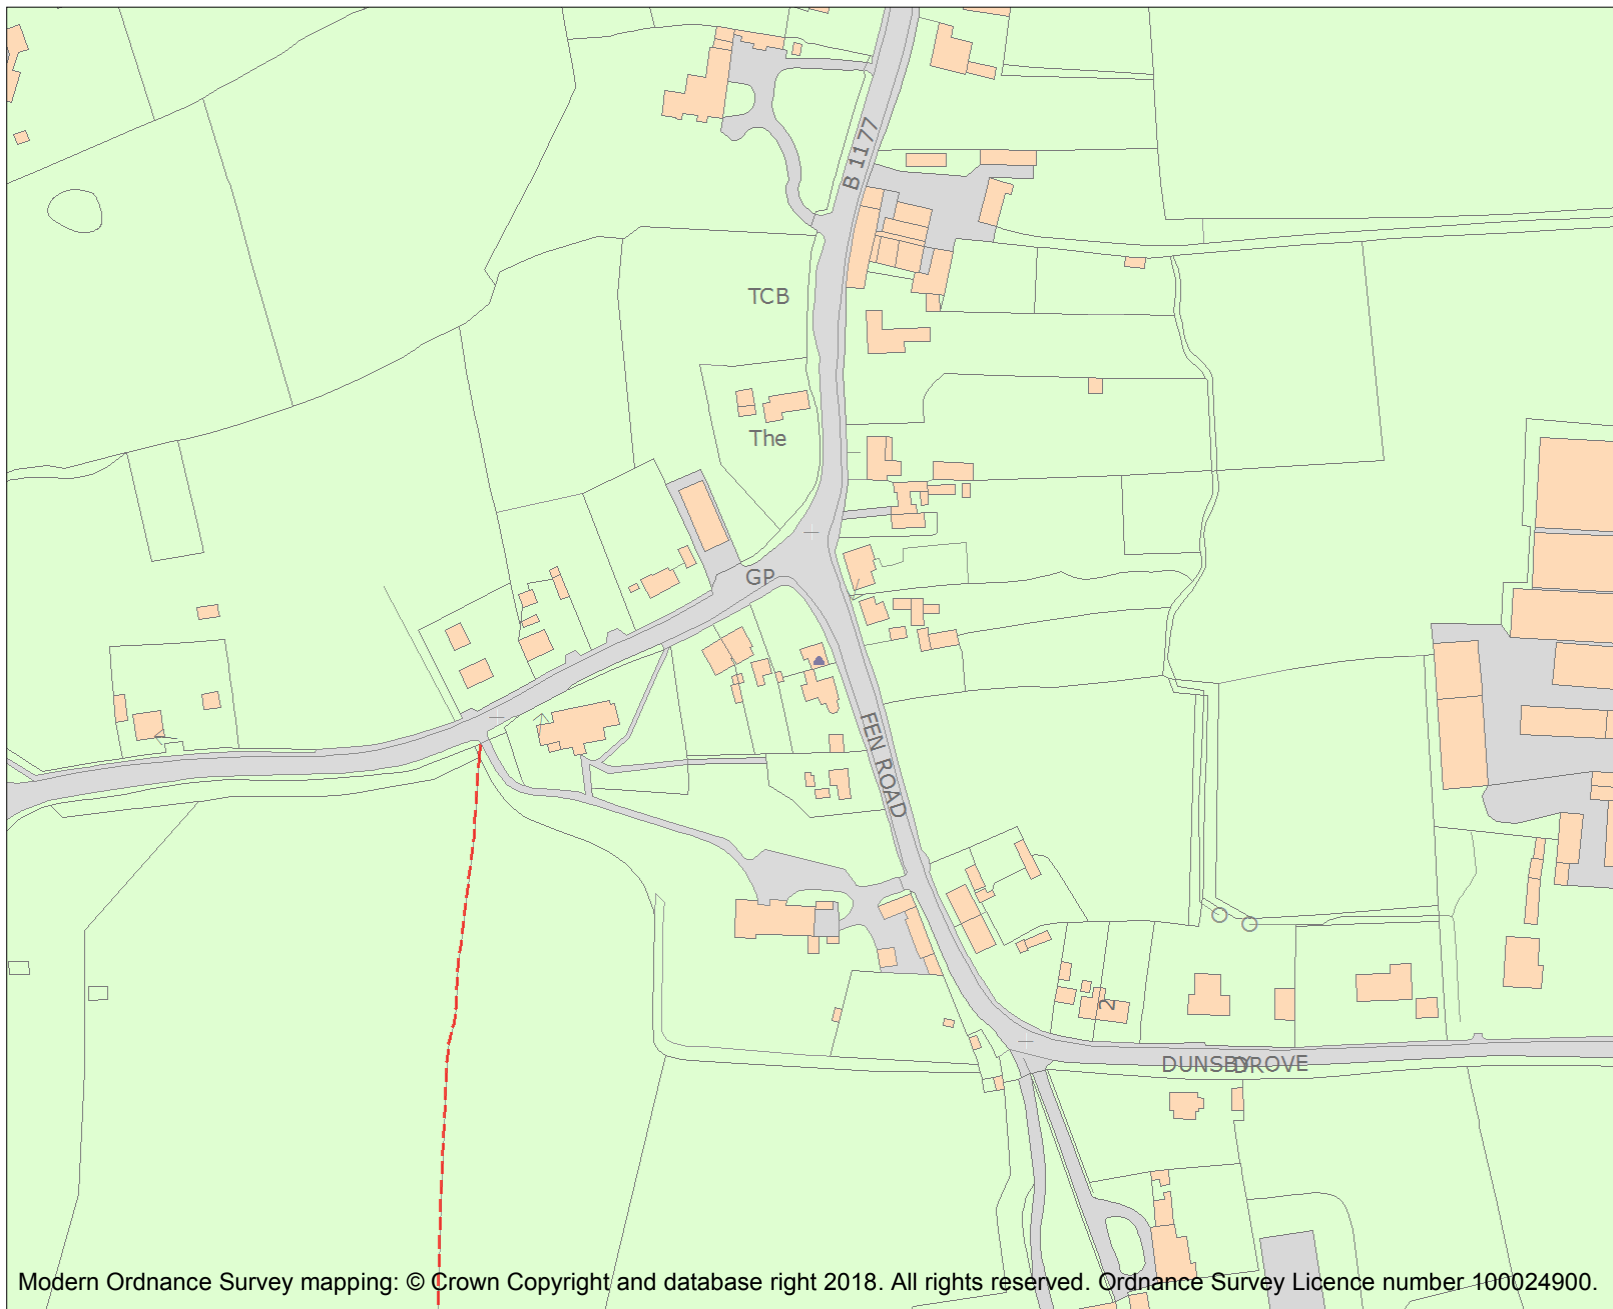 B 1177
TCB
The
GP
FEN ROAD
2
DUNSBY DROVE
Modern Ordnance Survey mapping: © Crown Copyright and database right 2018. All rights reserved. Ordnance Survey Licence number 100024900.